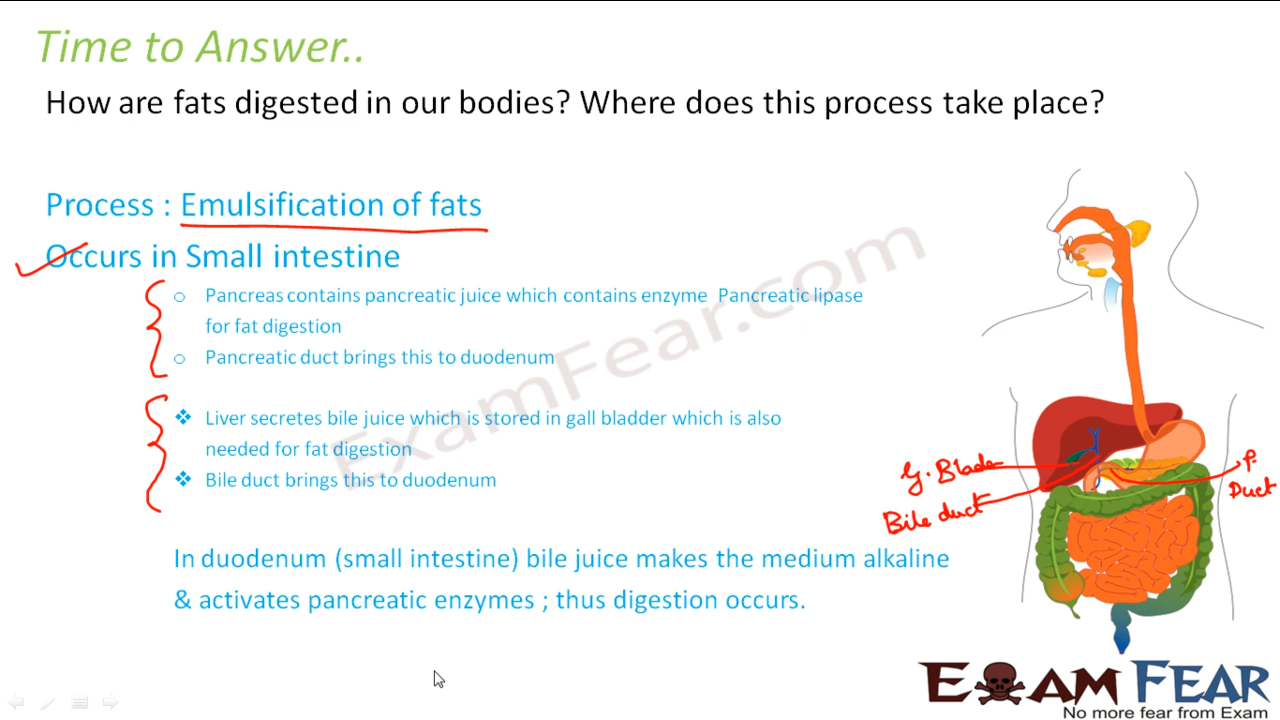 Time to Answer..
How are fats digested in our bodies? Where does this process take place?
Process : Emulsification of fats
Occurs in Small intestine
o Pancreas contains pancreatic juice which contains enzyme Pancreatic lipase
for fat digestion
o Pancreatic duct brings this to duodenum
❖ Liver secretes bile juice which is stored in gall bladder which is also
needed for fat digestion
❖ Bile duct brings this to duodenum
In duodenum (small intestine) bile juice makes the medium alkaline
& activates pancreatic enzymes ; thus digestion occurs.
G. Blader
Bile duct
P.
Duct
ExamFear.com
EXAM FEAR
No more fear from Exam